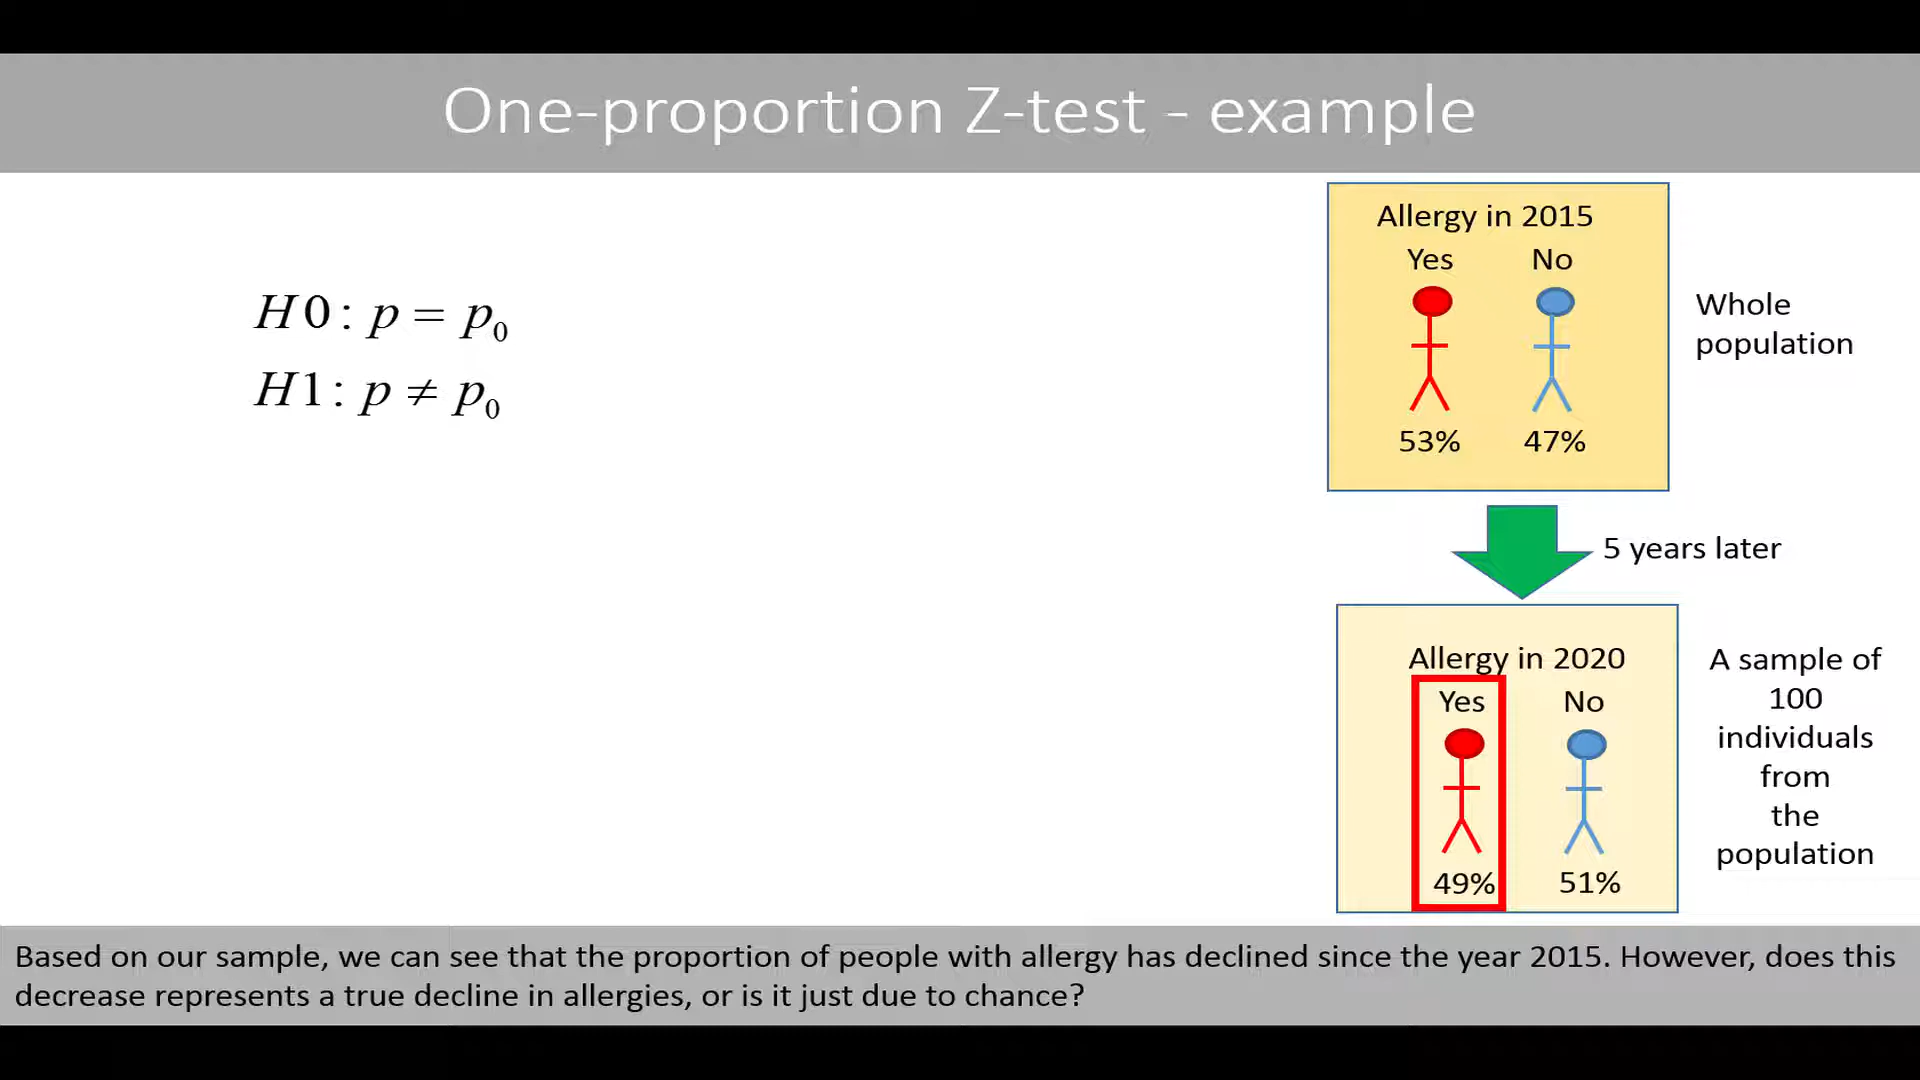 One-proportion Z-test - example
H0: p = p₀
H1: p ≠ p₀
Allergy in 2015
Yes No
53% 47%
Whole
population
5 years later
Allergy in 2020
Yes No
49% 51%
A sample of
100
individuals
from
the
population
Based on our sample, we can see that the proportion of people with allergy has declined since the year 2015. However, does this
decrease represents a true decline in allergies, or is it just due to chance?